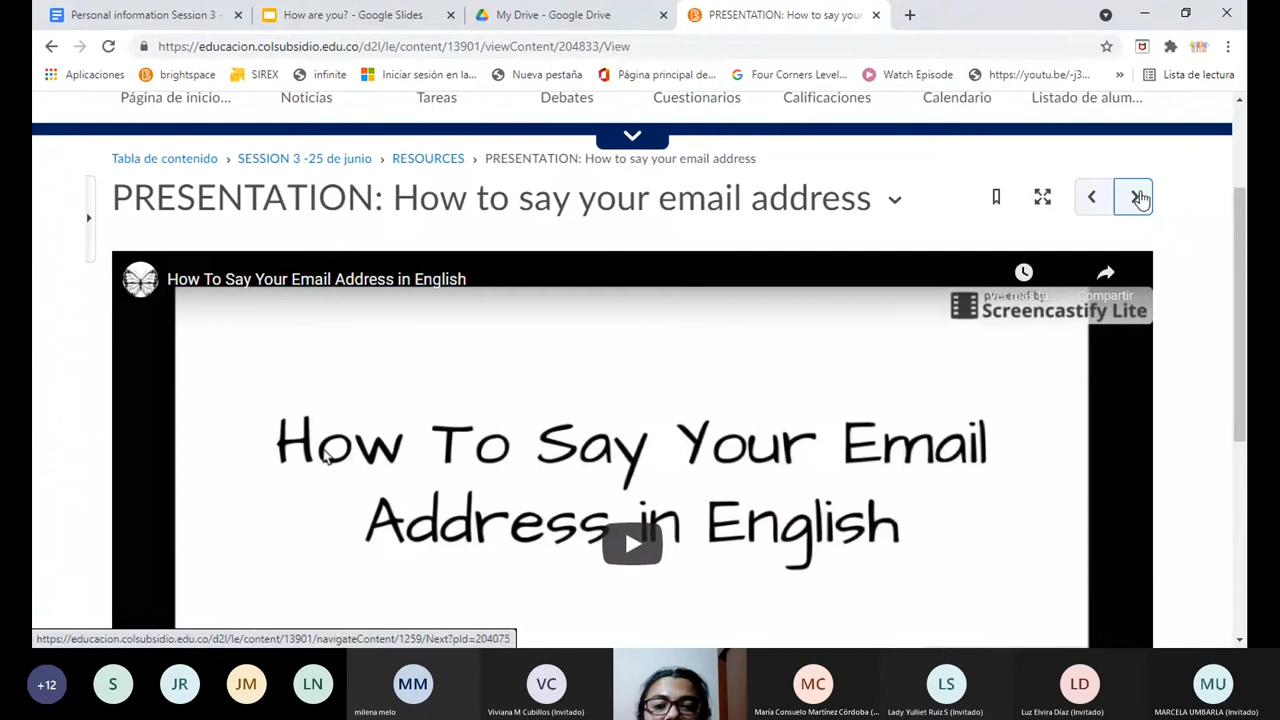 Personal information Session 3 -
How are you? - Google Slides
My Drive - Google Drive
PRESENTATION: How to say your
https://educacion.colsubsidio.edu.co/d2l/le/content/13901/viewContent/204833/View
Aplicaciones
brightspace
SIREX
infinite
Iniciar sesión en la...
Nueva pestaña
Página principal de...
Four Corners Level...
Watch Episode
https://youtu.be/-j3...
»
Lista de lectura
Página de inicio...
Noticias
Tareas
Debates
Cuestionarios
Calificaciones
Calendario
Listado de alum...
Tabla de contenido › SESSION 3 -25 de junio › RESOURCES › PRESENTATION: How to say your email address
PRESENTATION: How to say your email address
How To Say Your Email Address in English
Compartir
Screencastify Lite
How To Say Your Email
Address in English
https://educacion.colsubsidio.edu.co/d2l/le/content/13901/navigateContent/1259/Next?pId=204075
+12
S
JR
JM
LN
MM
VC
MC
LS
LD
MU
milena melo
Viviana M Cubillos (Invitado)
María Consuelo Martínez Córdoba (...
Lady Yulliet Ruiz S (Invitado)
Luz Elvira Díaz (Invitado)
MARCELA UMBARLA (Invitado)